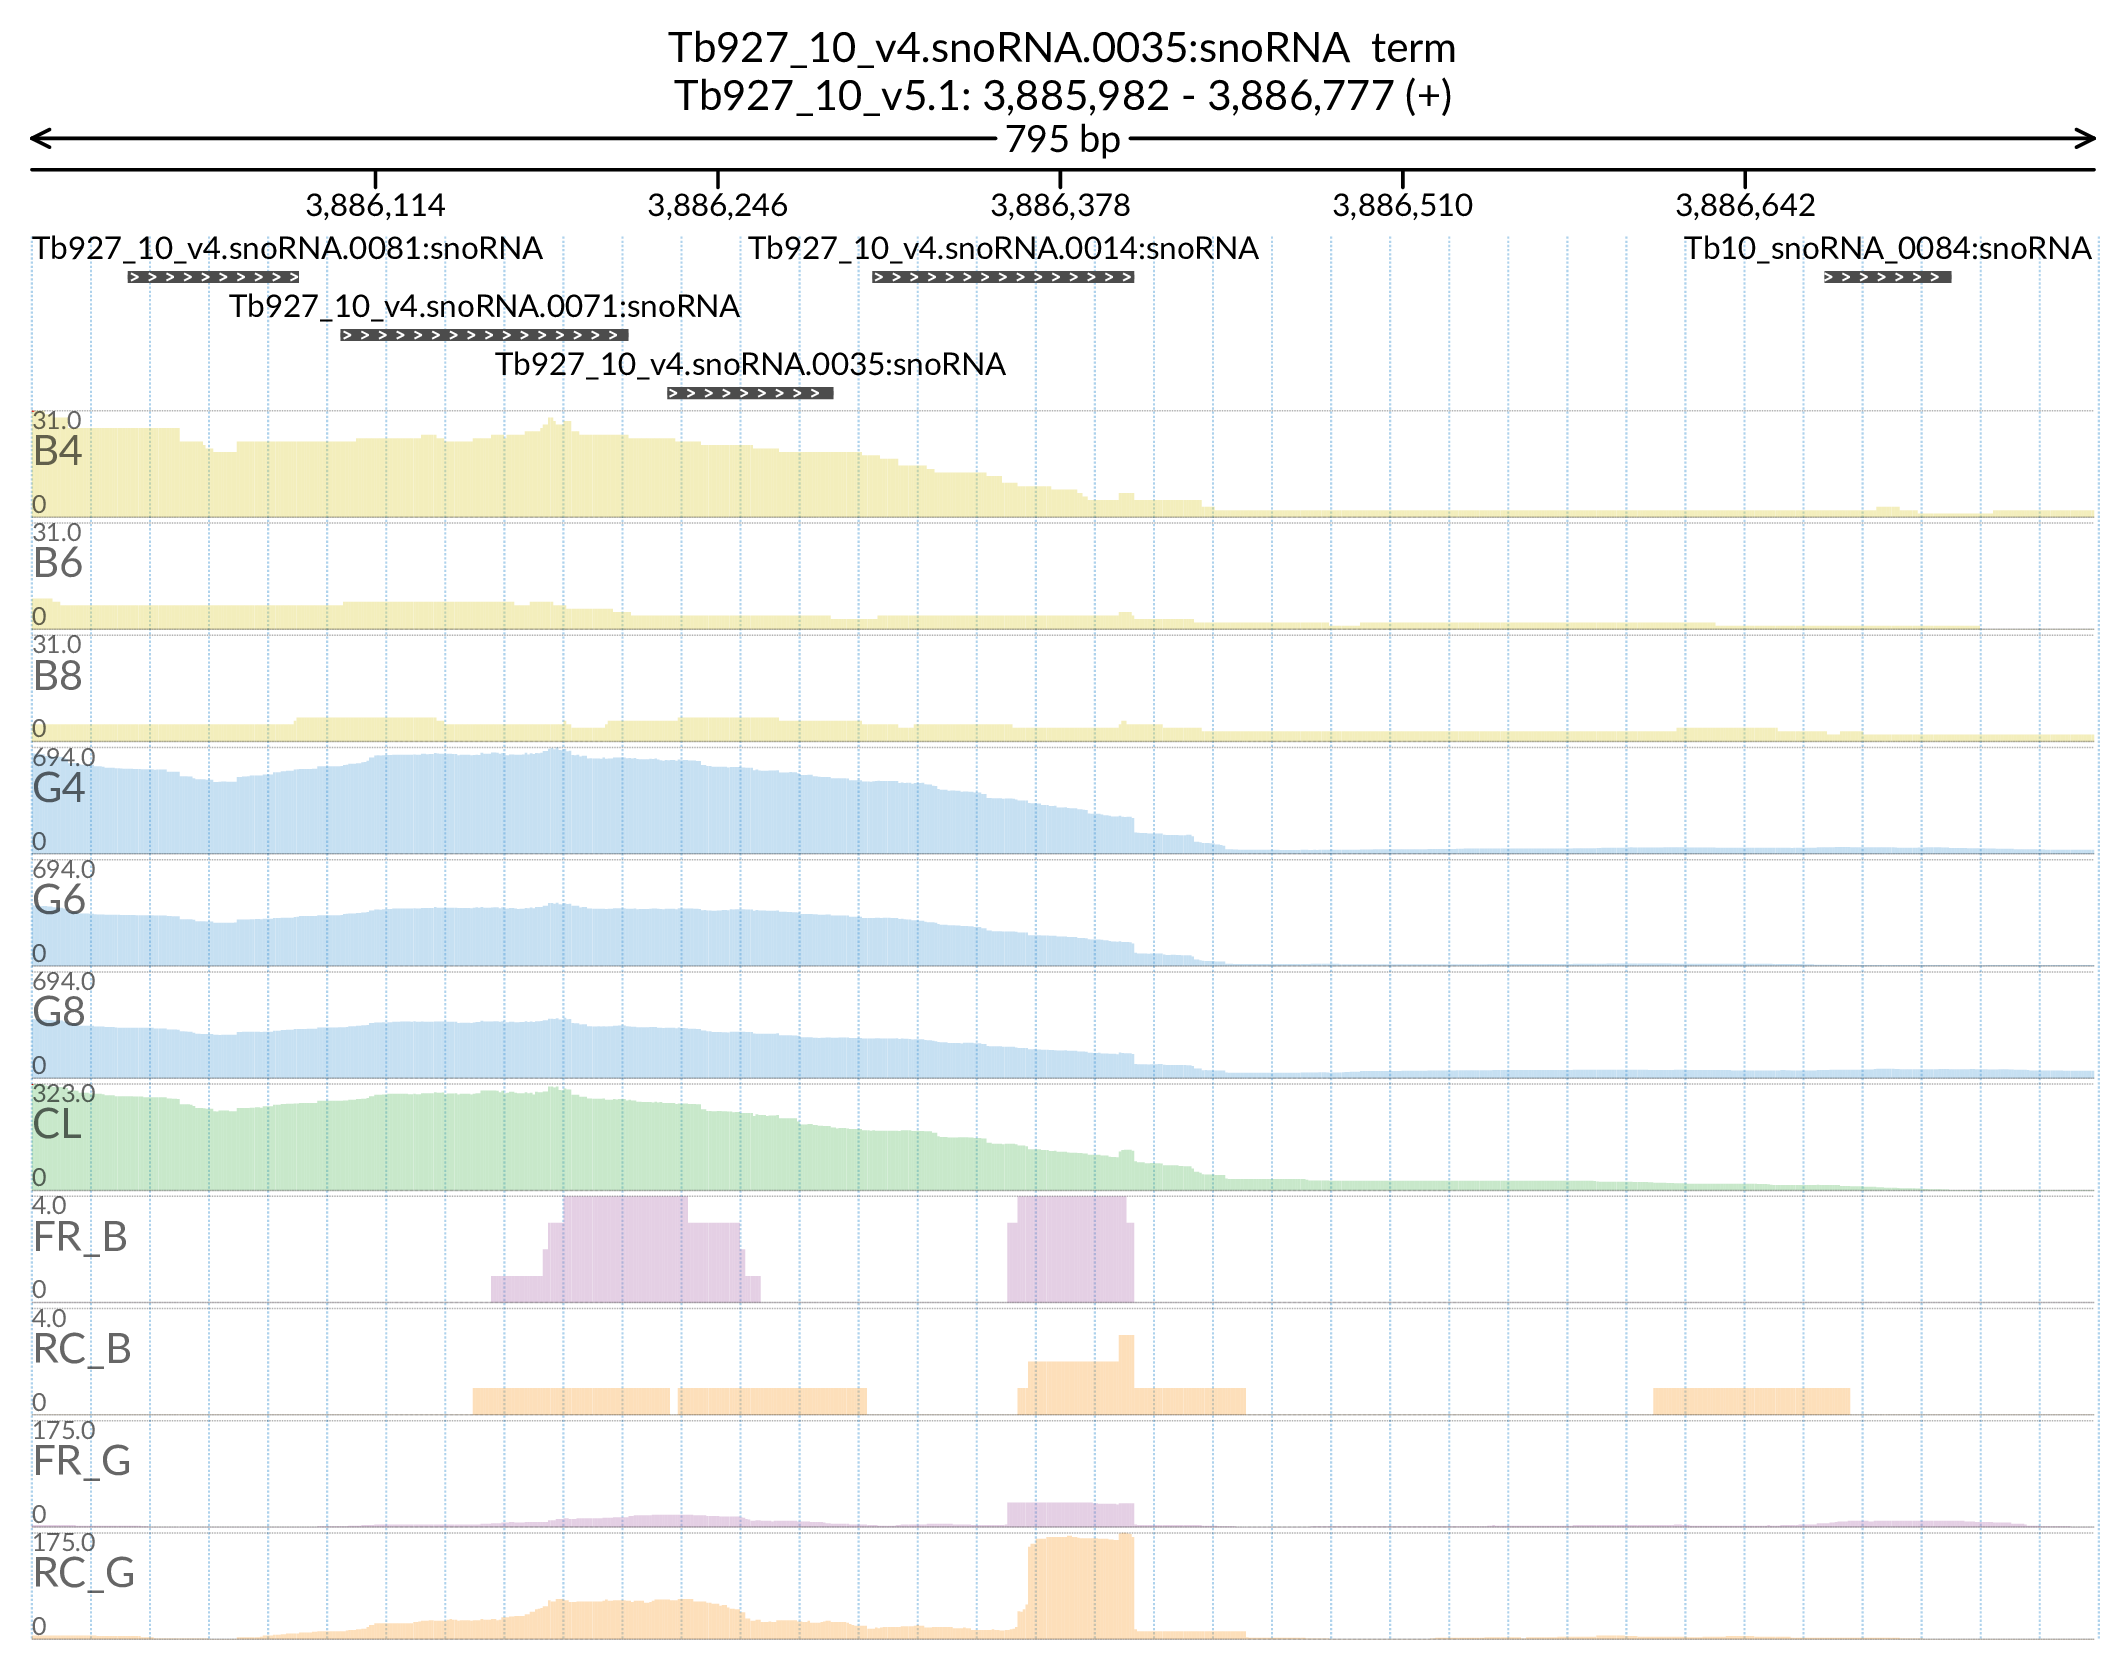 Tb927_10_v4.snoRNA.0035:snoRNA term
Tb927_10_v5.1: 3,885,982 - 3,886,777 (+)
795 bp
3,886,114 3,886,246 3,886,378 3,886,510 3,886,642
Tb927_10_v4.snoRNA.0081:snoRNA Tb927_10_v4.snoRNA.0014:snoRNA Tb10_snoRNA_0084:snoRNA
Tb927_10_v4.snoRNA.0071:snoRNA
Tb927_10_v4.snoRNA.0035:snoRNA
31.0
B4
0
31.0
B6
0
31.0
B8
0
694.0
G4
0
694.0
G6
0
694.0
G8
0
323.0
CL
0
4.0
FR_B
0
4.0
RC_B
0
175.0
FR_G
0
175.0
RC_G
0